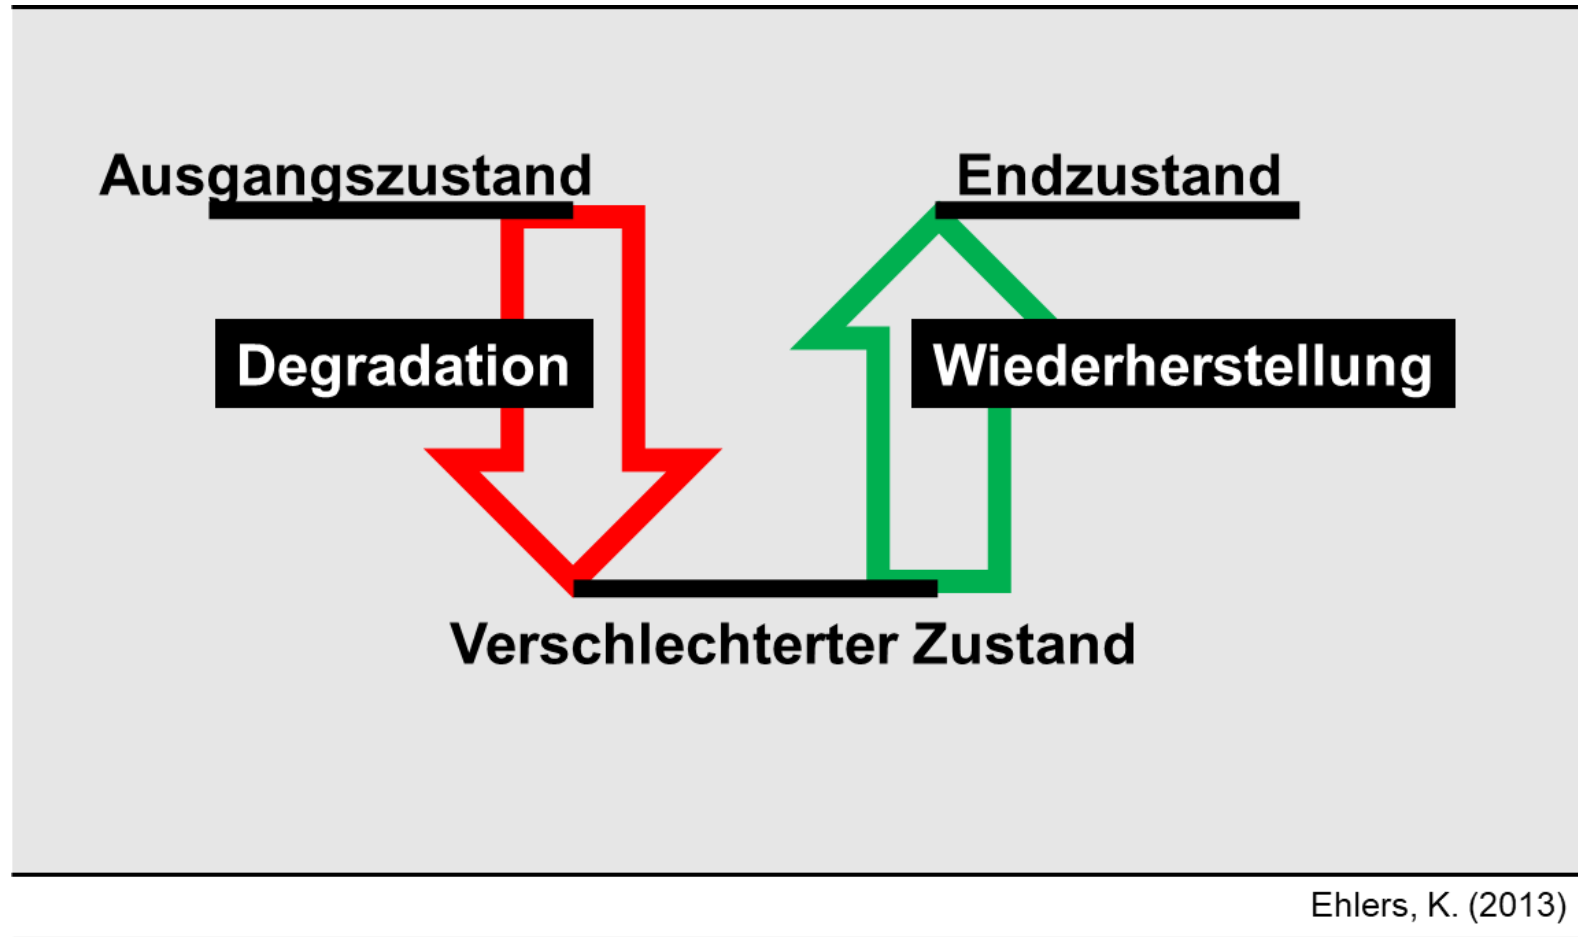 Ausgangszustand
Endzustand
Degradation
Wiederherstellung
Verschlechterter Zustand
Ehlers, K. (2013)